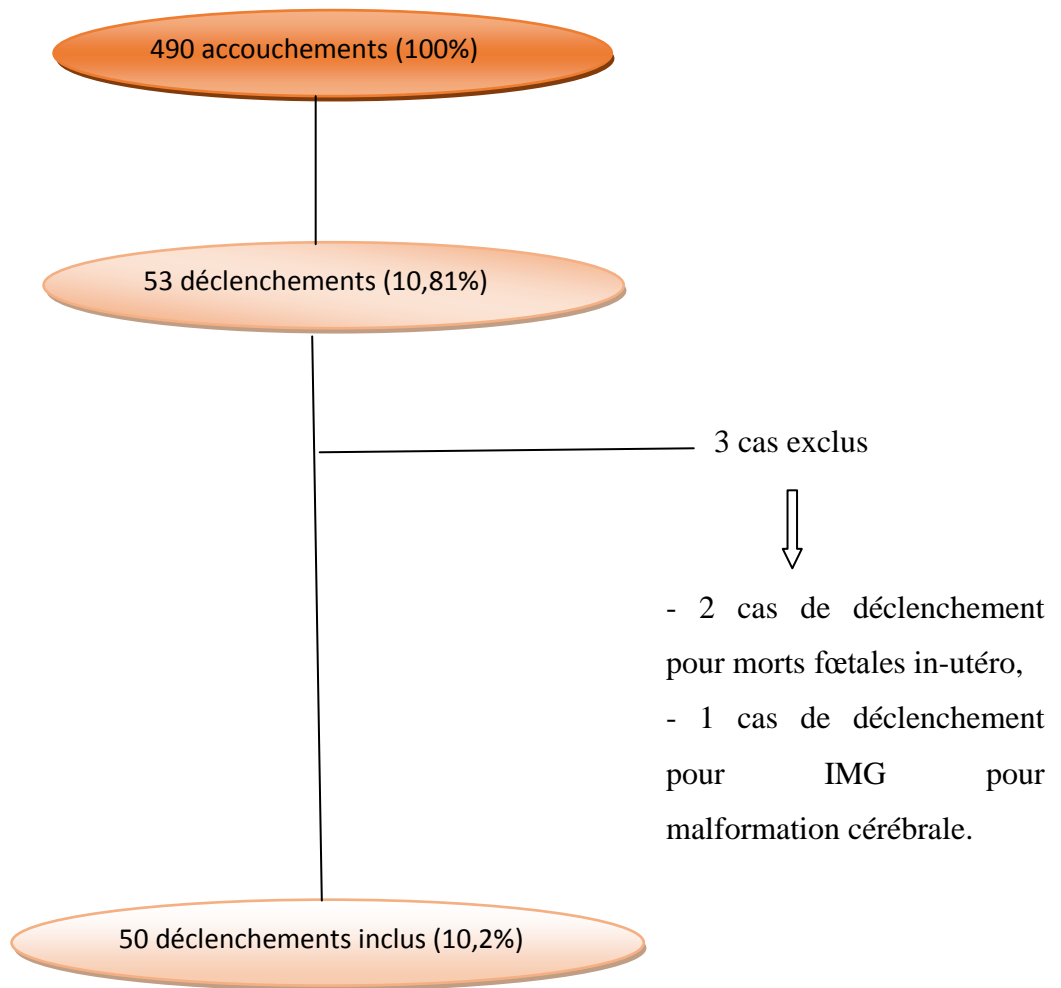 490 accouchements (100%)
53 déclenchements (10,81%)
3 cas exclus
- 2 cas de déclenchement
pour morts fœtales in-utéro,
- 1 cas de déclenchement
pour IMG pour
malformation cérébrale.
50 déclenchements inclus (10,2%)